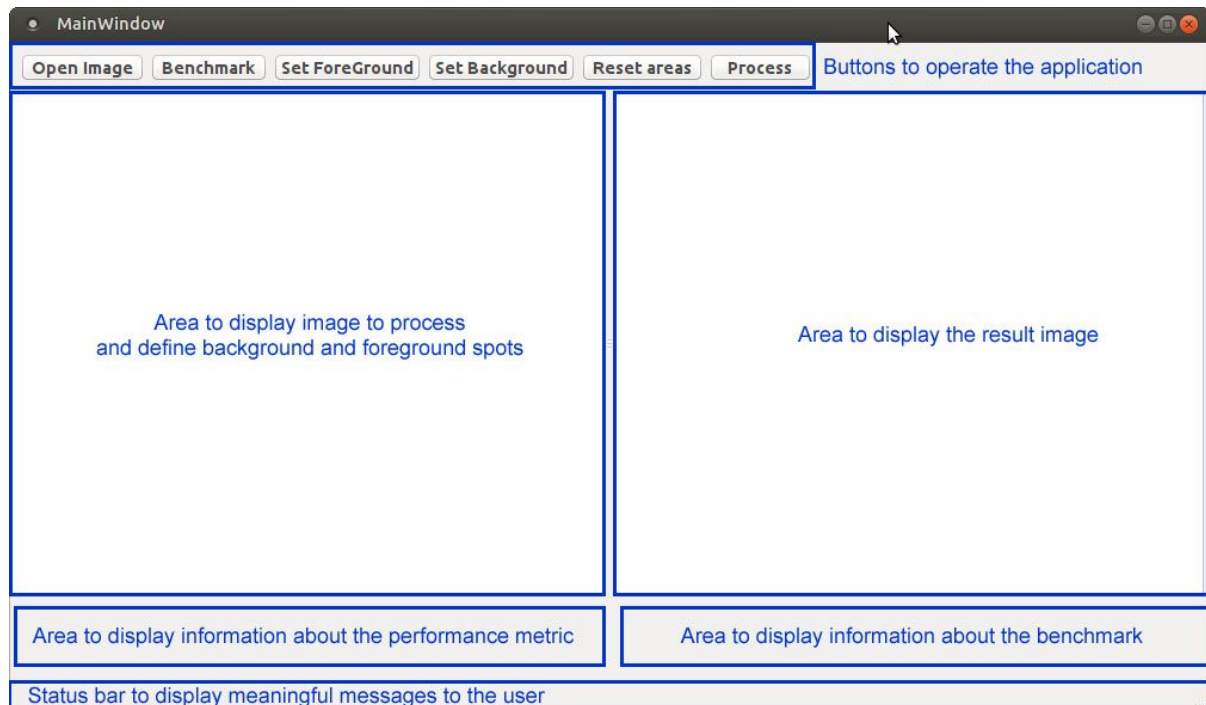 MainWindow
Open Image Benchmark Set ForeGround Set Background Reset areas Process Buttons to operate the application
Area to display image to process
and define background and foreground spots
Area to display the result image
Area to display information about the performance metric
Area to display information about the benchmark
Status bar to display meaningful messages to the user